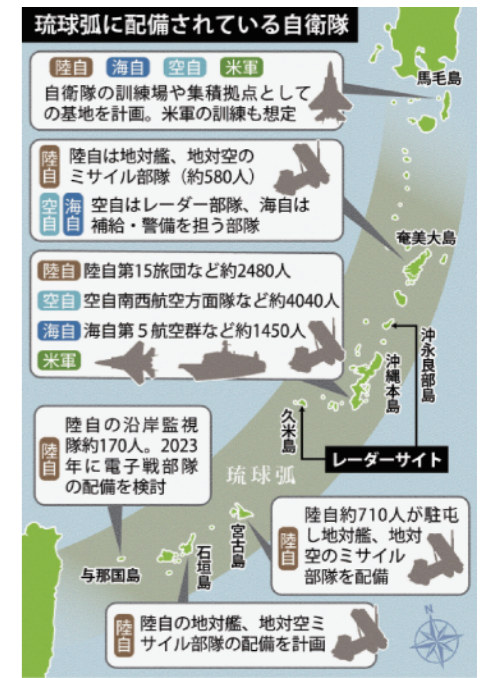 琉球弧に配備されている自衛隊
陸自 海自 空自 米軍
自衛隊の訓練場や集積拠点として
の基地を計画。米軍の訓練も想定
馬毛島
陸自
陸自は地対艦、地対空の
ミサイル部隊（約580人）
空自 海自
空自はレーダー部隊、海自は
補給・警備を担う部隊
奄美大島
陸自 陸自第15旅団など約2480人
空自 空自南西航空方面隊など約4040人
海自 海自第５航空群など約1450人
米軍
沖永良部島
沖縄本島
久米島
レーダーサイト
陸自
陸自の沿岸監視
隊約170人。2023
年に電子戦部隊
の配備を検討
琉球弧
与那国島
石垣島
宮古島
陸自
陸自約710人が駐屯
し地対艦、地対
空のミサイル
部隊を配備
陸自
陸自の地対艦、地対空ミ
サイル部隊の配備を計画
N